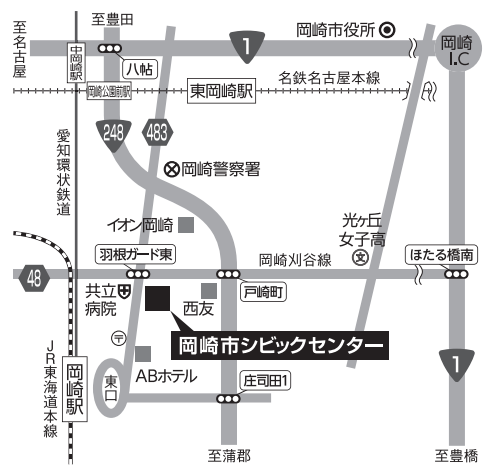 至豊田
至名古屋
岡崎市役所
岡崎
I.C
中岡崎駅
八帖
1
名鉄名古屋本線
岡崎公園前駅
東岡崎駅
248
483
愛知環状鉄道
岡崎警察署
イオン岡崎
光ヶ丘
女子高
文
羽根ガード東
岡崎刈谷線
ほたる橋南
48
戸崎町
共立
病院
西友
岡崎市シビックセンター
〒
JR東海道本線
岡崎駅
東口
ABホテル
庄司田1
1
至蒲郡
至豊橋